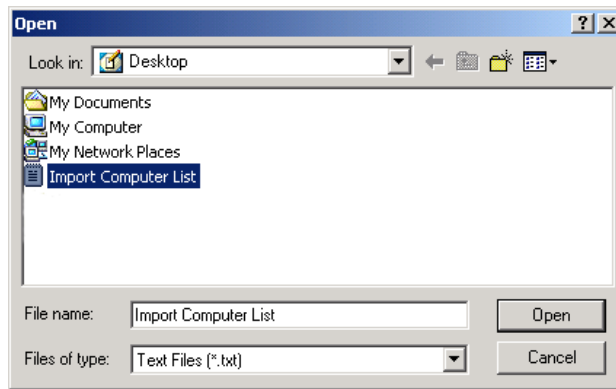 Open
Look in: Desktop
My Documents
My Computer
My Network Places
Import Computer List
File name: Import Computer List Open
Files of type: Text Files (*.txt) Cancel